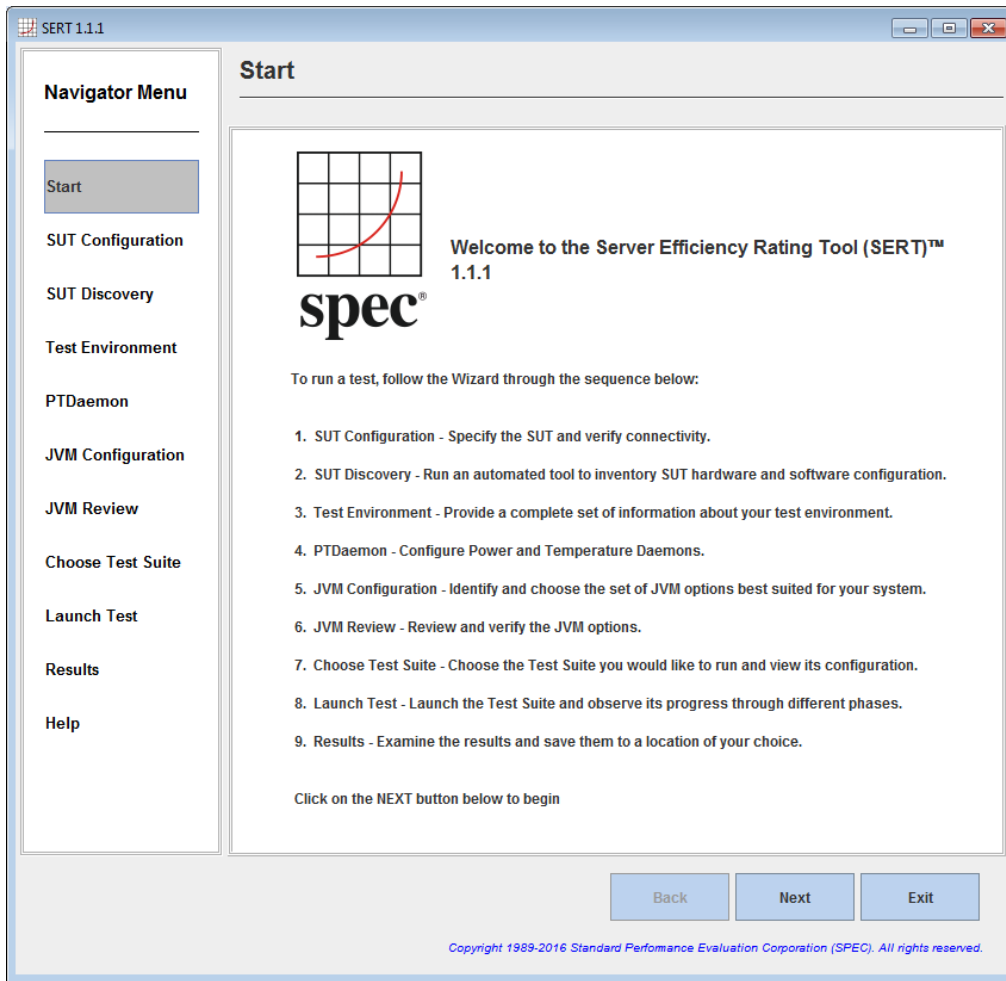 SERT 1.1.1
Navigator Menu
Start
SUT Configuration
SUT Discovery
Test Environment
PTDaemon
JVM Configuration
JVM Review
Choose Test Suite
Launch Test
Results
Help
Start
spec®
Welcome to the Server Efficiency Rating Tool (SERT)™
1.1.1
To run a test, follow the Wizard through the sequence below:
1. SUT Configuration - Specify the SUT and verify connectivity.
2. SUT Discovery - Run an automated tool to inventory SUT hardware and software configuration.
3. Test Environment - Provide a complete set of information about your test environment.
4. PTDaemon - Configure Power and Temperature Daemons.
5. JVM Configuration - Identify and choose the set of JVM options best suited for your system.
6. JVM Review - Review and verify the JVM options.
7. Choose Test Suite - Choose the Test Suite you would like to run and view its configuration.
8. Launch Test - Launch the Test Suite and observe its progress through different phases.
9. Results - Examine the results and save them to a location of your choice.
Click on the NEXT button below to begin
Back Next Exit
Copyright 1989-2016 Standard Performance Evaluation Corporation (SPEC). All rights reserved.